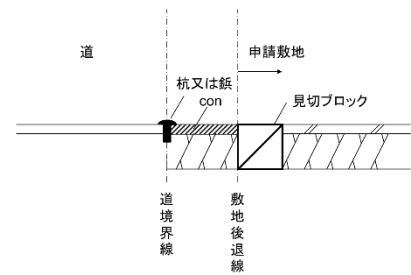 道
申請敷地
杭又は鋲
con
見切ブロック
道境界線
敷地後退線